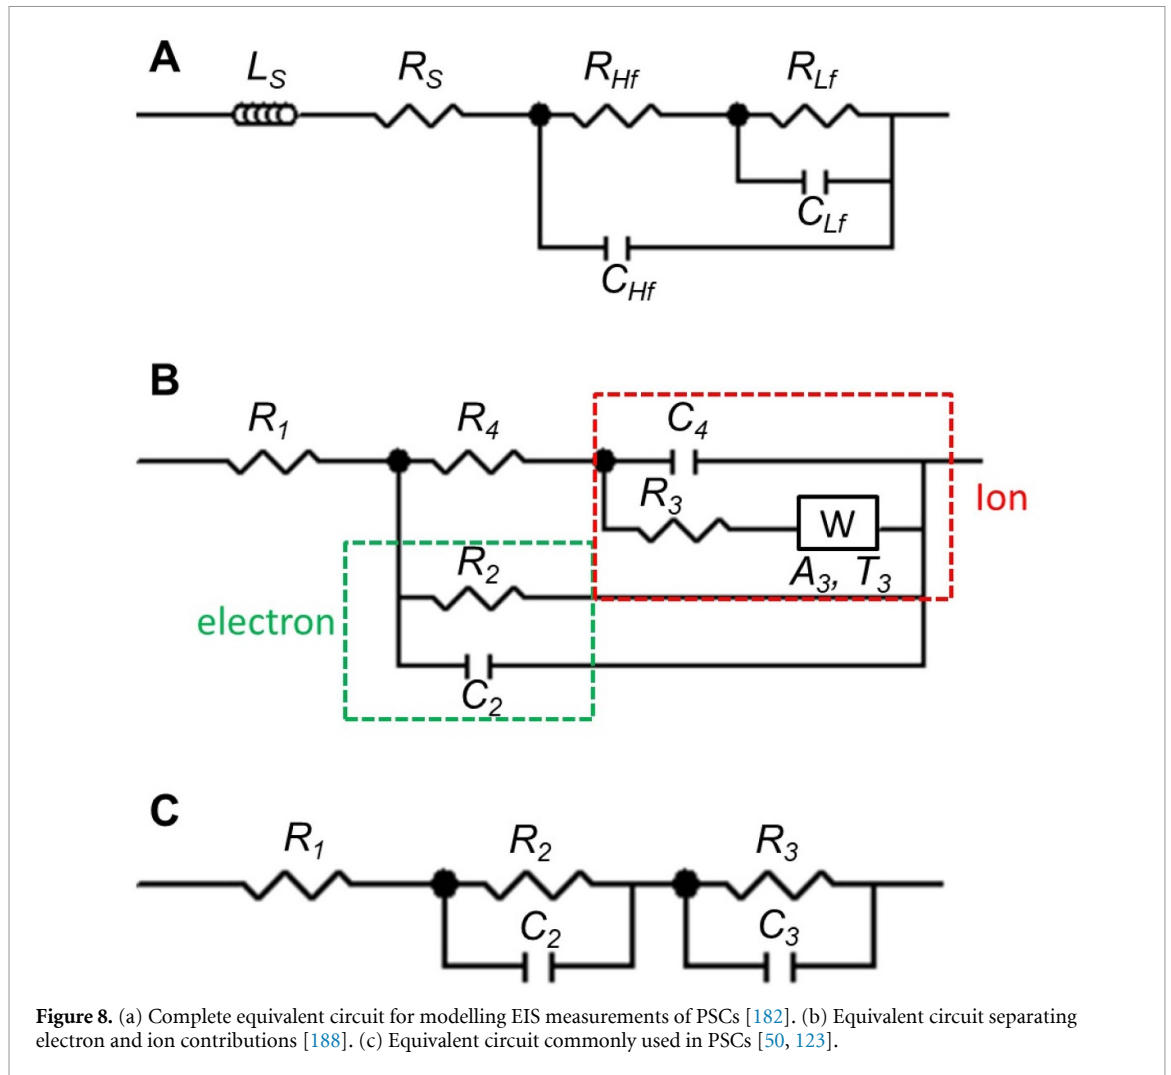 A
L_S R_S R_Hf R_Lf
C_Lf
C_Hf
B
R_1 R_4 C_4
R_3 W Ion
A_3, T_3
R_2
electron
C_2
C
R_1 R_2 R_3
C_2 C_3
Figure 8. (a) Complete equivalent circuit for modelling EIS measurements of PSCs [182]. (b) Equivalent circuit separating
electron and ion contributions [188]. (c) Equivalent circuit commonly used in PSCs [50, 123].